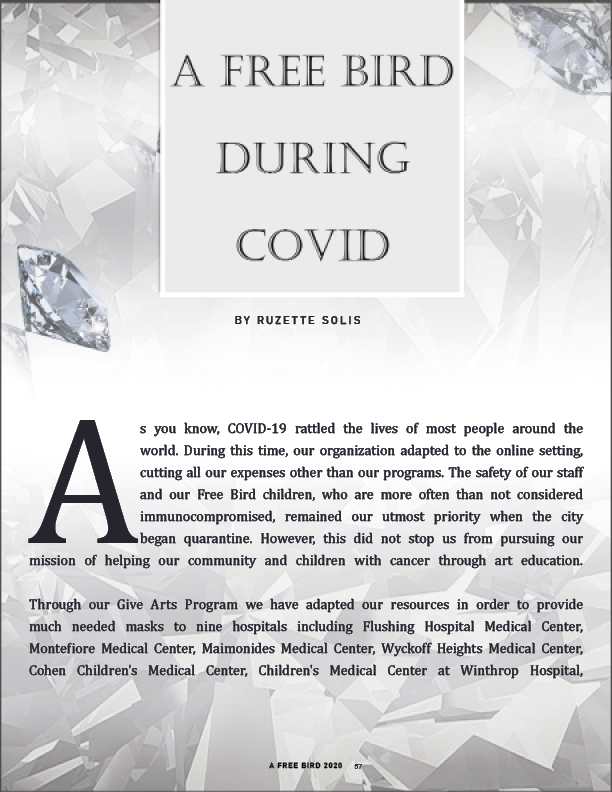 A FREE BIRD
DURING
COVID
BY RUZETTE SOLIS
As you know, COVID-19 rattled the lives of most people around the
world. During this time, our organization adapted to the online setting,
cutting all our expenses other than our programs. The safety of our staff
and our Free Bird children, who are more often than not considered
immunocompromised, remained our utmost priority when the city
began quarantine. However, this did not stop us from pursuing our
mission of helping our community and children with cancer through art education.
Through our Give Arts Program we have adapted our resources in order to provide
much needed masks to nine hospitals including Flushing Hospital Medical Center,
Montefiore Medical Center, Maimonides Medical Center, Wyckoff Heights Medical Center,
Cohen Children's Medical Center, Children's Medical Center at Winthrop Hospital,
A FREE BIRD 2020 57